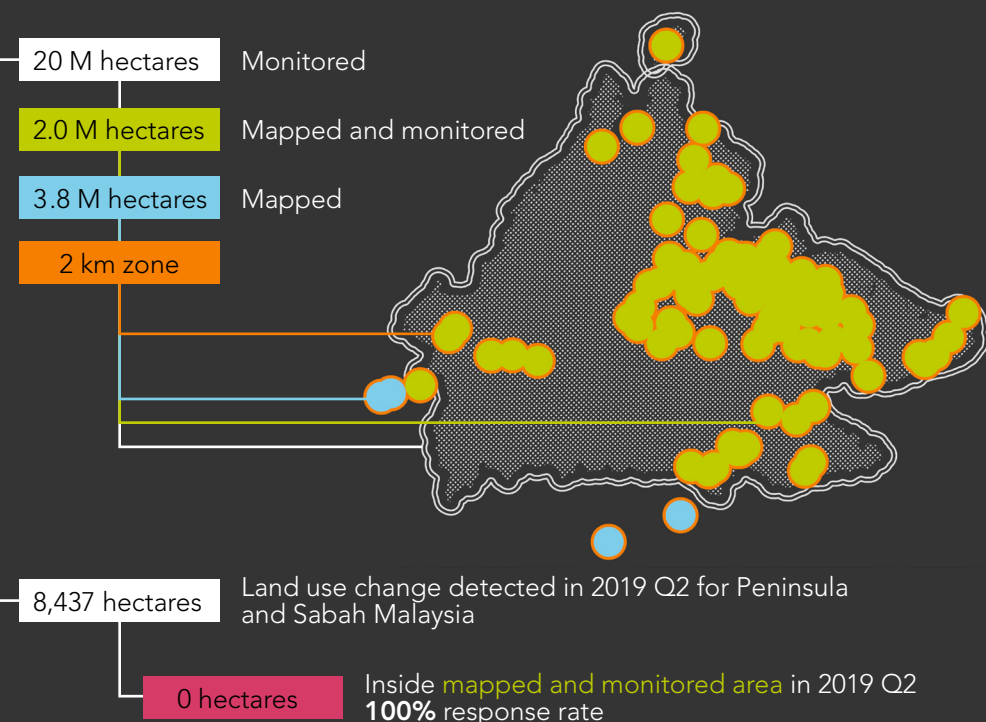 20 M hectares Monitored
2.0 M hectares Mapped and monitored
3.8 M hectares Mapped
2 km zone
8,437 hectares Land use change detected in 2019 Q2 for Peninsula
and Sabah Malaysia
0 hectares Inside mapped and monitored area in 2019 Q2
100% response rate